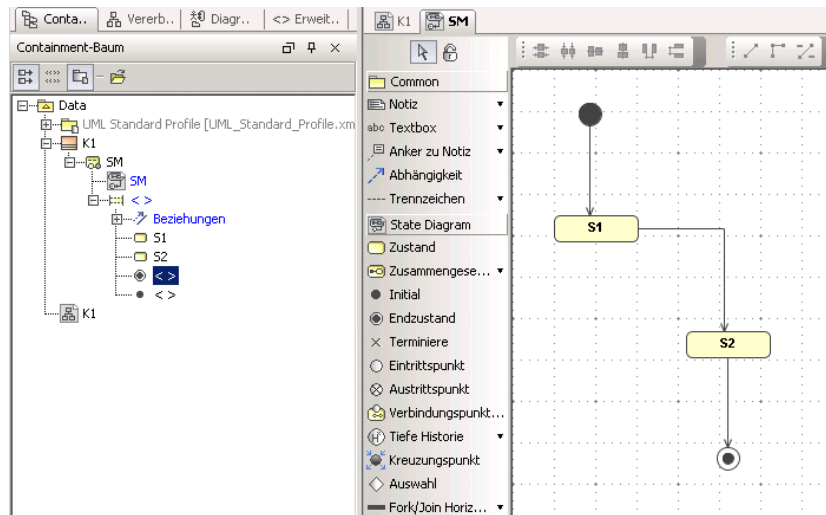 Conta..
Vererb..
Diagr..
<> Erweit..
Containment-Baum
Data
UML Standard Profile [UML_Standard_Profile.xm
K1
SM
SM
< >
Beziehungen
S1
S2
< >
< >
K1
K1
SM
Common
Notiz
abc Textbox
Anker zu Notiz
Abhängigkeit
Trennzeichen
State Diagram
Zustand
Zusammengese...
Initial
Endzustand
Terminiere
Eintrittspunkt
Austrittspunkt
Verbindungspunkt...
H* Tiefe Historie
Kreuzungspunkt
Auswahl
Fork/Join Horiz...
S1
S2